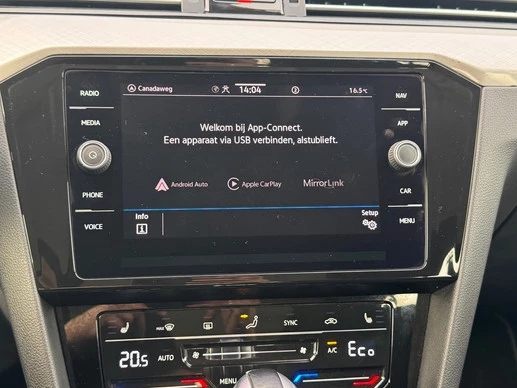 RADIO
MEDIA
PHONE
VOICE
Canadaweg 14:04 16.5°C
Welkom bij App-Connect.
Een apparaat via USB verbinden, alstublieft.
Android Auto Apple CarPlay MirrorLink
Info Setup
NAV
APP
CAR
MENU
MAX SYNC
20.5 AUTO A/C Eco
MENU